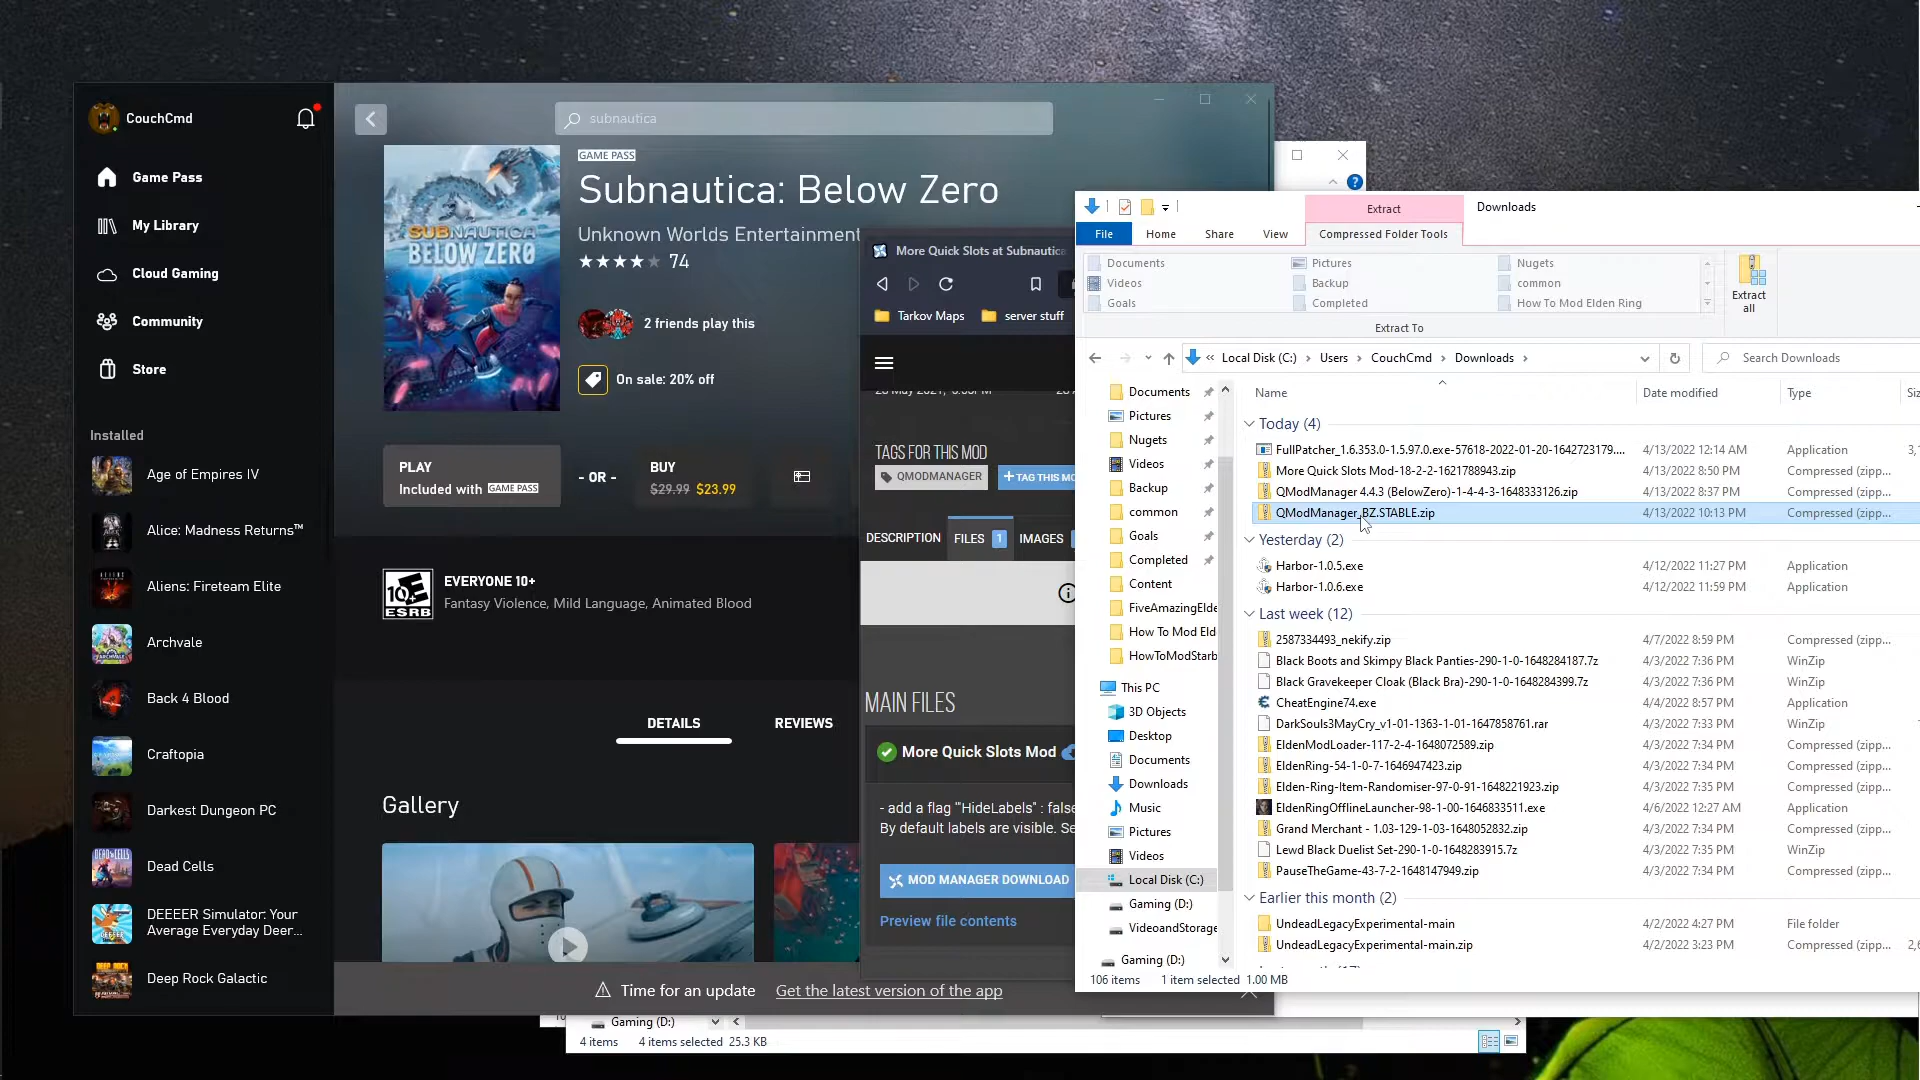 CouchCmd
Game Pass
My Library
Cloud Gaming
Community
Store
Installed
Age of Empires IV
Alice: Madness Returns™
Aliens: Fireteam Elite
Archvale
Back 4 Blood
Craftopia
Darkest Dungeon PC
Dead Cells
DEEEER Simulator: Your
Average Everyday Deer...
Deep Rock Galactic
subnautica
SUBNAUTICA
BELOW ZERO
GAME PASS
Subnautica: Below Zero
Unknown Worlds Entertainment
74
2 friends play this
On sale: 20% off
PLAY
Included with GAME PASS
- OR -
BUY
$29.99 $23.99
E
10+
ESRB
EVERYONE 10+
Fantasy Violence, Mild Language, Animated Blood
DETAILS
REVIEWS
Gallery
Time for an update
Get the latest version of the app
More Quick Slots at Subnautica
Tarkov Maps
server stuff
TAGS FOR THIS MOD
QMODMANAGER
+ TAG THIS MO
DESCRIPTION
FILES 1
IMAGES
MAIN FILES
More Quick Slots Mod
- add a flag "HideLabels" : false
By default labels are visible. Se
MOD MANAGER DOWNLOAD
Preview file contents
Extract
Downloads
File
Home
Share
View
Compressed Folder Tools
Documents
Pictures
Nugets
Videos
Backup
common
Goals
Completed
How To Mod Elden Ring
Extract To
Extract
all
« Local Disk (C:) › Users › CouchCmd › Downloads ›
Search Downloads
Documents
Pictures
Nugets
Videos
Backup
common
Goals
Completed
Content
FiveAmazingElde
How To Mod Eld
HowToModStarb
This PC
3D Objects
Desktop
Documents
Downloads
Music
Pictures
Videos
Local Disk (C:)
Gaming (D:)
VideoandStorage
Gaming (D:)
Name
Date modified
Type
Siz
Today (4)
FullPatcher_1.6.353.0-1.5.97.0.exe-57618-2022-01-20-1642723179.... 4/13/2022 12:14 AM Application 3,
More Quick Slots Mod-18-2-2-1621788943.zip 4/13/2022 8:50 PM Compressed (zipp...
QModManager 4.4.3 (BelowZero)-1-4-4-3-1648333126.zip 4/13/2022 8:37 PM Compressed (zipp...
QModManager_BZ.STABLE.zip 4/13/2022 10:13 PM Compressed (zipp...
Yesterday (2)
Harbor-1.0.5.exe 4/12/2022 11:27 PM Application
Harbor-1.0.6.exe 4/12/2022 11:59 PM Application
Last week (12)
2587334493_nekify.zip 4/7/2022 8:59 PM Compressed (zipp...
Black Boots and Skimpy Black Panties-290-1-0-1648284187.7z 4/3/2022 7:36 PM WinZip
Black Gravekeeper Cloak (Black Bra)-290-1-0-1648284399.7z 4/3/2022 7:36 PM WinZip
CheatEngine74.exe 4/4/2022 8:57 PM Application
DarkSouls3MayCry_v1-01-1363-1-01-1647858761.rar 4/3/2022 7:33 PM WinZip
EldenModLoader-117-2-4-1648072589.zip 4/3/2022 7:34 PM Compressed (zipp...
EldenRing-54-1-0-7-1646947423.zip 4/3/2022 7:34 PM Compressed (zipp...
Elden-Ring-Item-Randomiser-97-0-91-1648221923.zip 4/3/2022 7:35 PM Compressed (zipp...
EldenRingOfflineLauncher-98-1-00-1646833511.exe 4/6/2022 12:27 AM Application
Grand Merchant - 1.03-129-1-03-1648052832.zip 4/3/2022 7:34 PM Compressed (zipp...
Lewd Black Duelist Set-290-1-0-1648283915.7z 4/3/2022 7:35 PM WinZip
PauseTheGame-43-7-2-1648147949.zip 4/3/2022 7:34 PM Compressed (zipp...
Earlier this month (2)
UndeadLegacyExperimental-main 4/2/2022 4:27 PM File folder
UndeadLegacyExperimental-main.zip 4/2/2022 3:23 PM Compressed (zipp... 2,6
106 items 1 item selected 1.00 MB
Gaming (D:)
4 items 4 items selected 25.3 KB